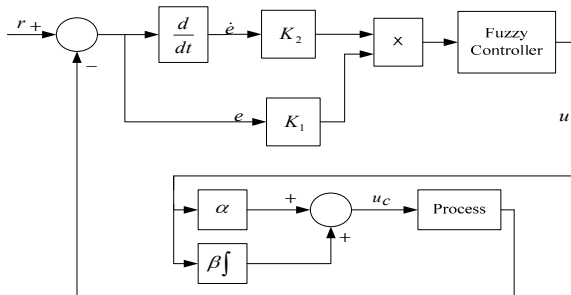 r +
−
d/dt
ė
K₂
×
Fuzzy
Controller
e
K₁
u
α
+
u_C
Process
+
β∫